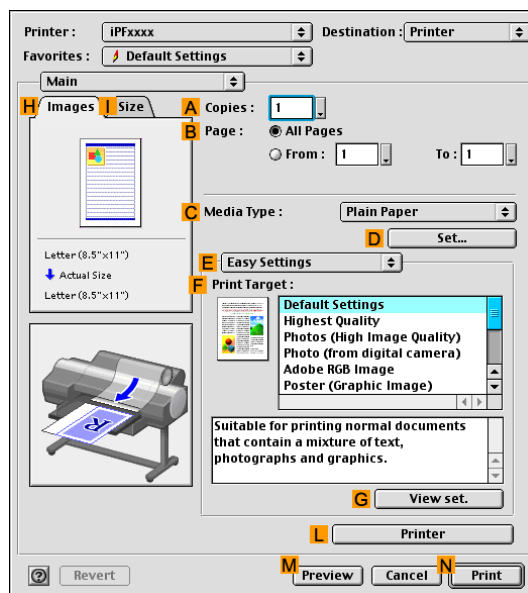 Printer : iPFxxxx Destination : Printer
Favorites : Default Settings
Main
H Images I Size
A Copies : 1
B Page : All Pages
From : 1 To : 1
C Media Type : Plain Paper
D Set...
Letter (8.5"x11")
Actual Size
Letter (8.5"x11")
E Easy Settings
F Print Target :
Default Settings
Highest Quality
Photos (High Image Quality)
Photo (from digital camera)
Adobe RGB Image
Poster (Graphic Image)
R
Suitable for printing normal documents
that contain a mixture of text,
photographs and graphics.
G View set.
L Printer
? Revert M Preview Cancel N Print